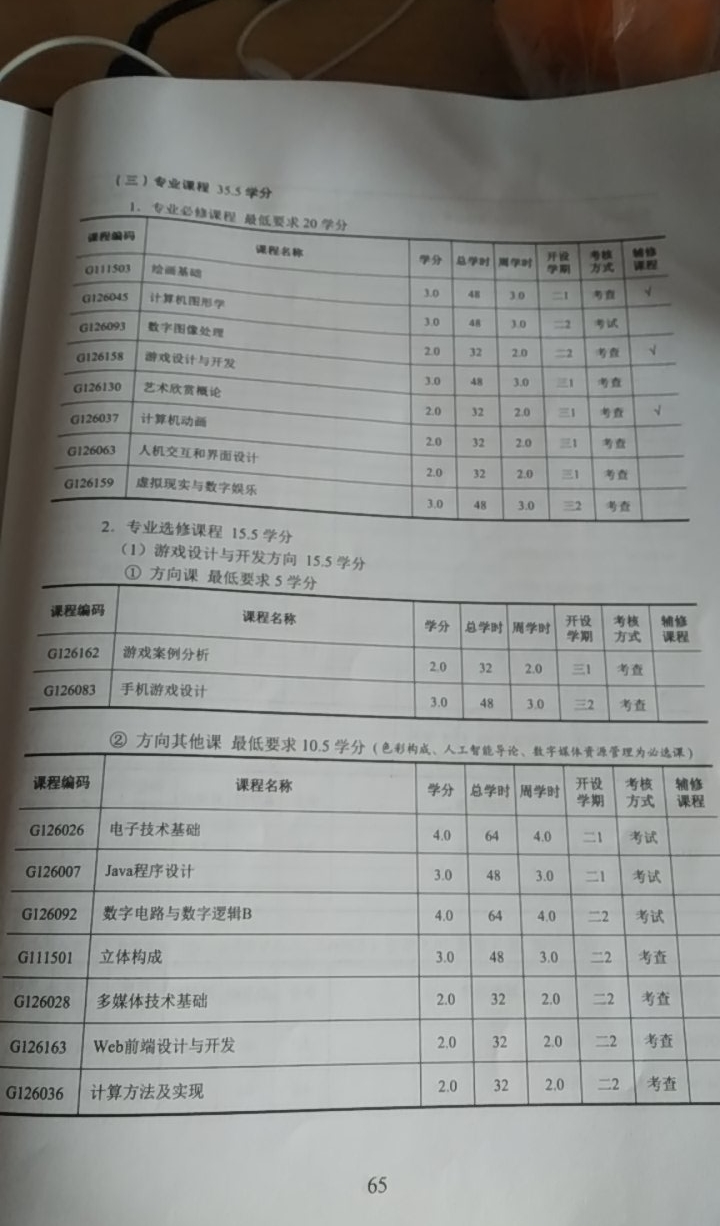 (三)专业课程 35.5 学分
1. 专业必修课程 最低要求 20 学分
课程编码 课程名称 学分 总学时 周学时 开设学期 考核方式 辅修课程
G111503 绘画基础 3.0 48 3.0 二1 考查 √
G126045 计算机图形学 3.0 48 3.0 二2 考试
G126093 数字图像处理 2.0 32 2.0 二2 考查 √
G126158 游戏设计与开发 3.0 48 3.0 三1 考查
G126130 艺术欣赏概论 2.0 32 2.0 三1 考查 √
G126037 计算机动画 2.0 32 2.0 三1 考查
G126063 人机交互和界面设计 2.0 32 2.0 三1 考查
G126159 虚拟现实与数字娱乐 3.0 48 3.0 三2 考查
2. 专业选修课程 15.5 学分
(1)游戏设计与开发方向 15.5 学分
① 方向课 最低要求 5 学分
课程编码 课程名称 学分 总学时 周学时 开设学期 考核方式 辅修课程
G126162 游戏案例分析 2.0 32 2.0 三1 考查
G126083 手机游戏设计 3.0 48 3.0 三2 考查
② 方向其他课 最低要求 10.5 学分(色彩构成、人工智能导论、数字媒体资源管理为必选课)
课程编码 课程名称 学分 总学时 周学时 开设学期 考核方式 辅修课程
G126026 电子技术基础 4.0 64 4.0 二1 考试
G126007 Java程序设计 3.0 48 3.0 二1 考试
G126092 数字电路与数字逻辑B 4.0 64 4.0 二2 考试
G111501 立体构成 3.0 48 3.0 二2 考查
G126028 多媒体技术基础 2.0 32 2.0 二2 考查
G126163 Web前端设计与开发 2.0 32 2.0 二2 考查
G126036 计算方法及实现 2.0 32 2.0 二2 考查
65